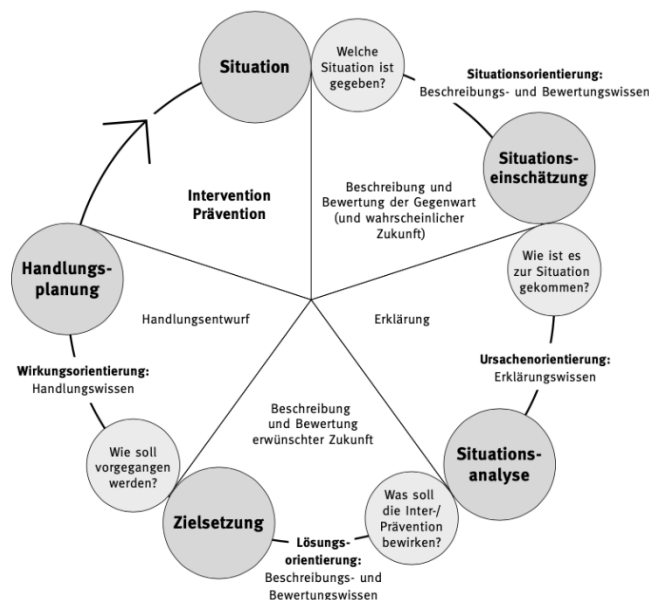 Situation
Welche
Situation ist
gegeben?
Situationsorientierung:
Beschreibungs- und Bewertungswissen
Situations-
einschätzung
Intervention
Prävention
Beschreibung und
Bewertung der Gegenwart
(und wahrscheinlicher
Zukunft)
Wie ist es
zur Situation
gekommen?
Handlungs-
planung
Handlungsentwurf
Erklärung
Ursachenorientierung:
Erklärungswissen
Wirkungsorientierung:
Handlungswissen
Beschreibung
und Bewertung
erwünschter Zukunft
Situations-
analyse
Wie soll
vorgegangen
werden?
Was soll
die Inter-/
Prävention
bewirken?
Zielsetzung
Lösungs-
orientierung:
Beschreibungs- und
Bewertungswissen